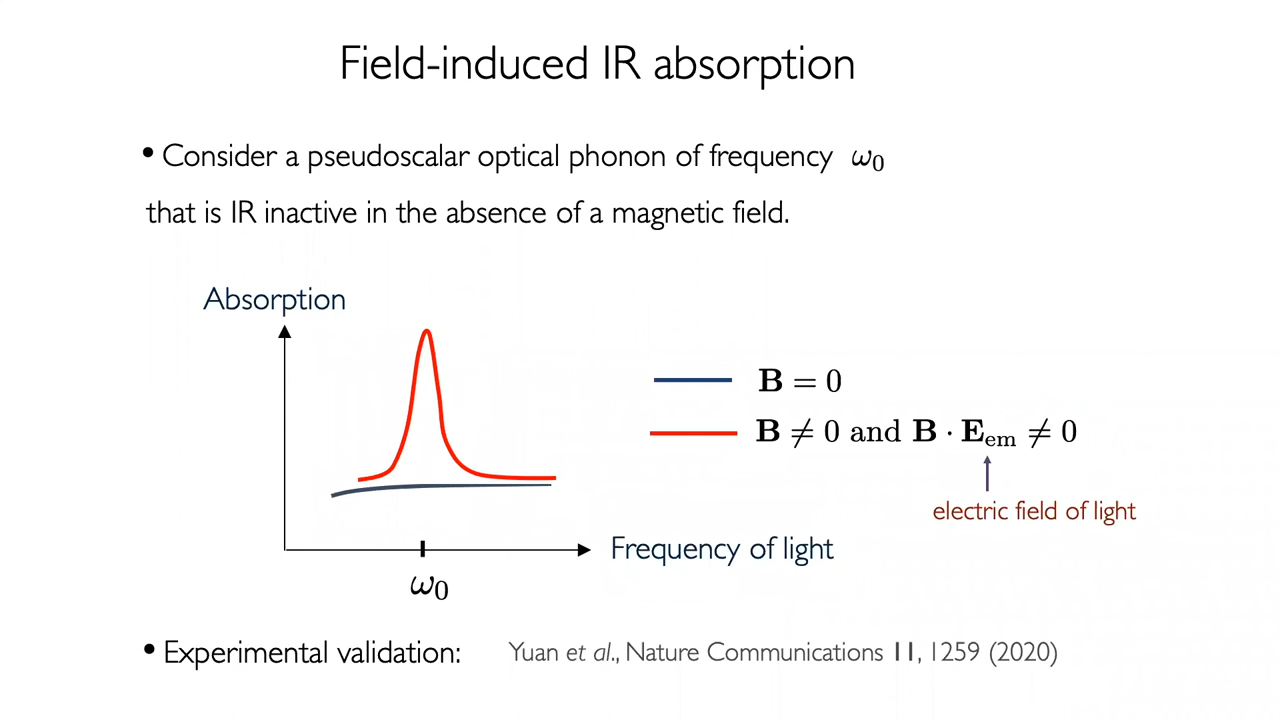 Field-induced IR absorption
• Consider a pseudoscalar optical phonon of frequency ω₀
that is IR inactive in the absence of a magnetic field.
Absorption
B = 0
B ≠ 0 and B · E_em ≠ 0
electric field of light
Frequency of light
ω₀
• Experimental validation: Yuan et al., Nature Communications 11, 1259 (2020)